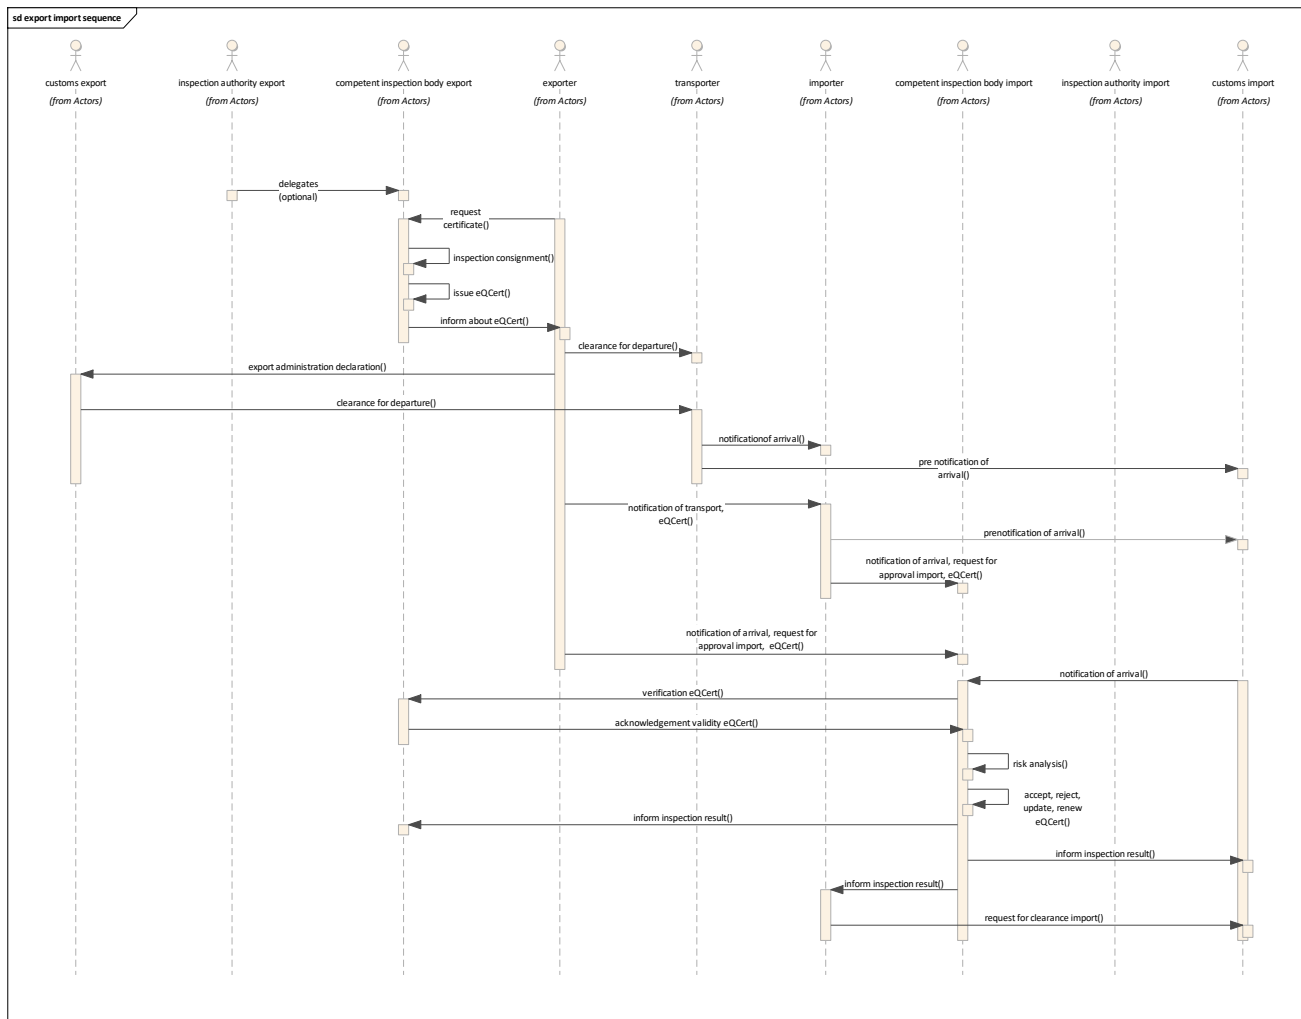 sd export import sequence
customs export
(from Actors)
inspection authority export
(from Actors)
competent inspection body export
(from Actors)
exporter
(from Actors)
transporter
(from Actors)
importer
(from Actors)
competent inspection body import
(from Actors)
inspection authority import
(from Actors)
customs import
(from Actors)
delegates
(optional)
request
certificate()
inspection consignment()
issue eQCert()
inform about eQCert()
clearance for departure()
export administration declaration()
clearance for departure()
notificationof arrival()
pre notification of
arrival()
notification of transport,
eQCert()
prenotification of arrival()
notification of arrival, request for
approval import, eQCert()
notification of arrival, request for
approval import, eQCert()
notification of arrival()
verification eQCert()
acknowledgement validity eQCert()
risk analysis()
accept, reject,
update, renew
eQCert()
inform inspection result()
inform inspection result()
inform inspection result()
request for clearance import()